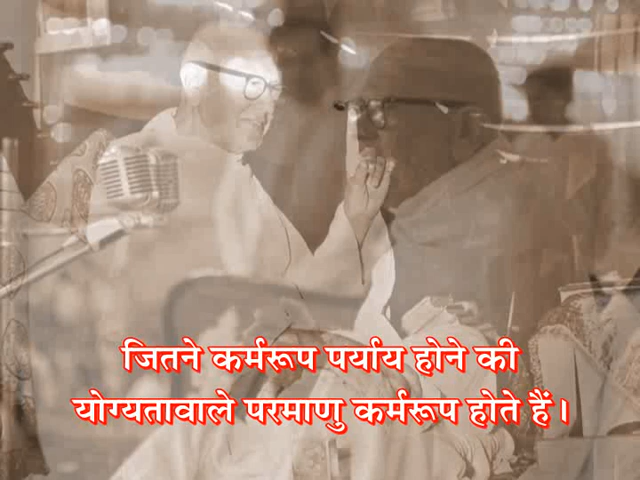 जितने कर्मरूप पर्याय होने की
योग्यतावाले परमाणु कर्मरूप होते हैं।